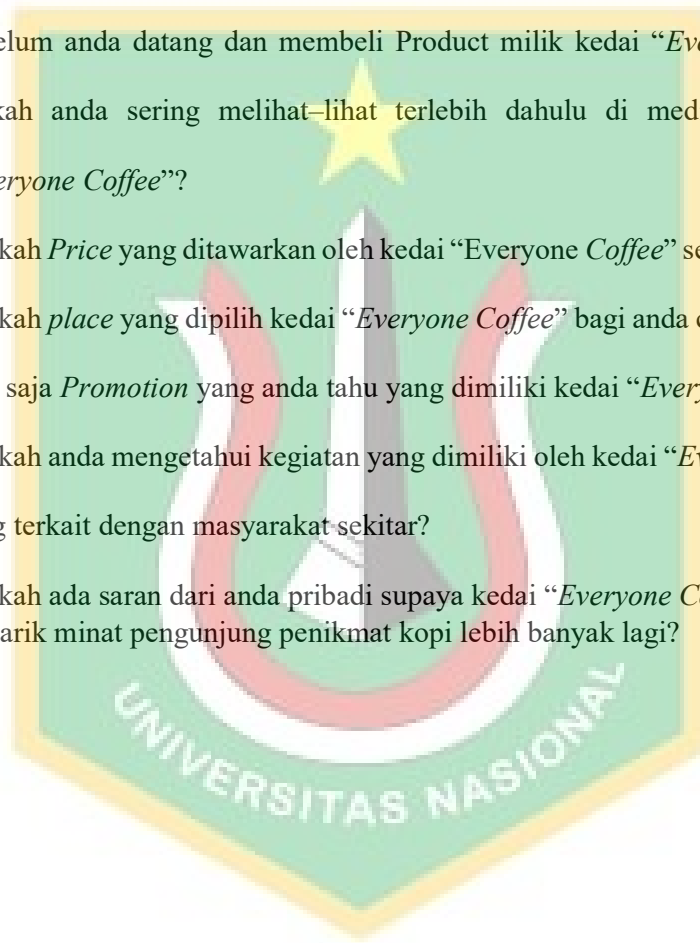 elum anda datang dan membeli Product milik kedai “Eve
kah anda sering melihat–lihat terlebih dahulu di med
eryone Coffee”?
kah Price yang ditawarkan oleh kedai “Everyone Coffee” se
kah place yang dipilih kedai “Everyone Coffee” bagi anda
saja Promotion yang anda tahu yang dimiliki kedai “Every
kah anda mengetahui kegiatan yang dimiliki oleh kedai “Ev
g terkait dengan masyarakat sekitar?
kah ada saran dari anda pribadi supaya kedai “Everyone C
arik minat pengunjung penikmat kopi lebih banyak lagi?
UNIVERSITAS NASIONAL